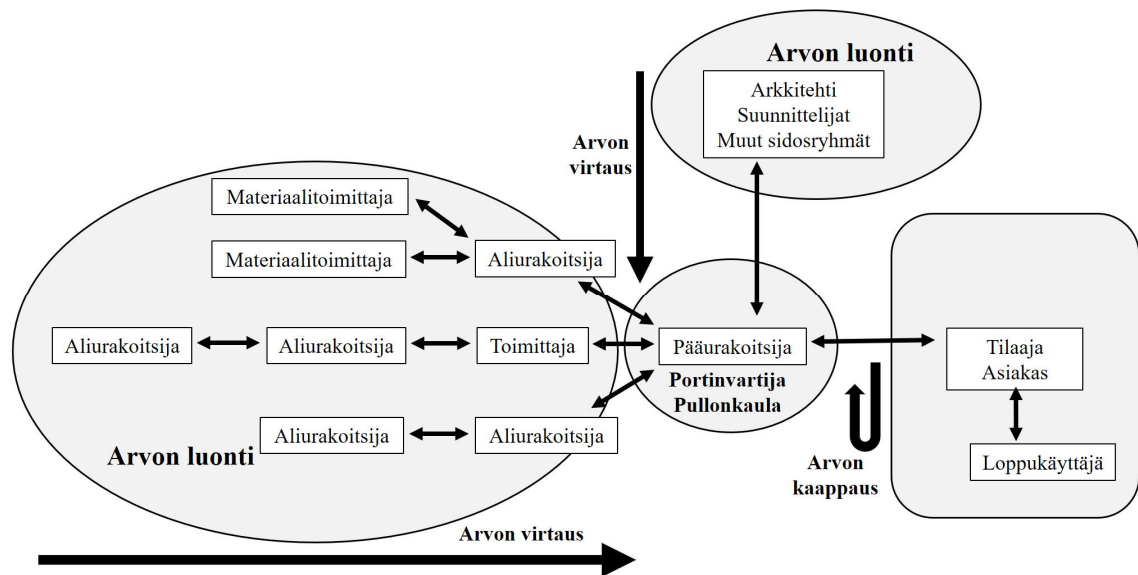 Arvon luonti
Arkkitehti
Suunnittelijat
Muut sidosryhmät
Arvon
virtaus
Materiaalitoimittaja
Materiaalitoimittaja
Aliurakoitsija
Aliurakoitsija
Aliurakoitsija
Toimittaja
Pääurakoitsija
Portinvartija
Pullonkaula
Tilaaja
Asiakas
Aliurakoitsija
Aliurakoitsija
Arvon luonti
Arvon
kaappaus
Loppukäyttäjä
Arvon virtaus